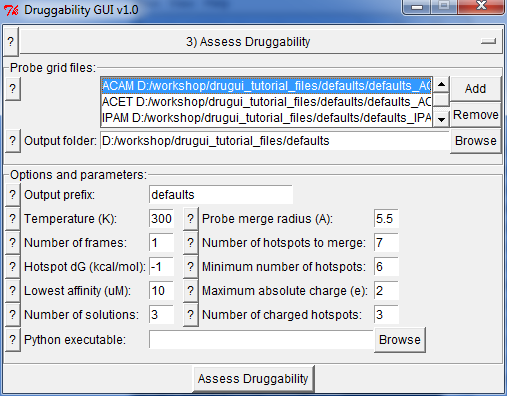 Druggability GUI v1.0
? 3) Assess Druggability
Probe grid files:
? ACAM D:/workshop/drugui_tutorial_files/defaults/defaults_AC Add
ACET D:/workshop/drugui_tutorial_files/defaults/defaults_AC
IPAM D:/workshop/drugui_tutorial_files/defaults/defaults_IPA Remove
? Output folder: D:/workshop/drugui_tutorial_files/defaults Browse
Options and parameters:
? Output prefix: defaults
? Temperature (K): 300 ? Probe merge radius (A): 5.5
? Number of frames: 1 ? Number of hotspots to merge: 7
? Hotspot dG (kcal/mol): -1 ? Minimum number of hotspots: 6
? Lowest affinity (uM): 10 ? Maximum absolute charge (e): 2
? Number of solutions: 3 ? Number of charged hotspots: 3
? Python executable: Browse
Assess Druggability